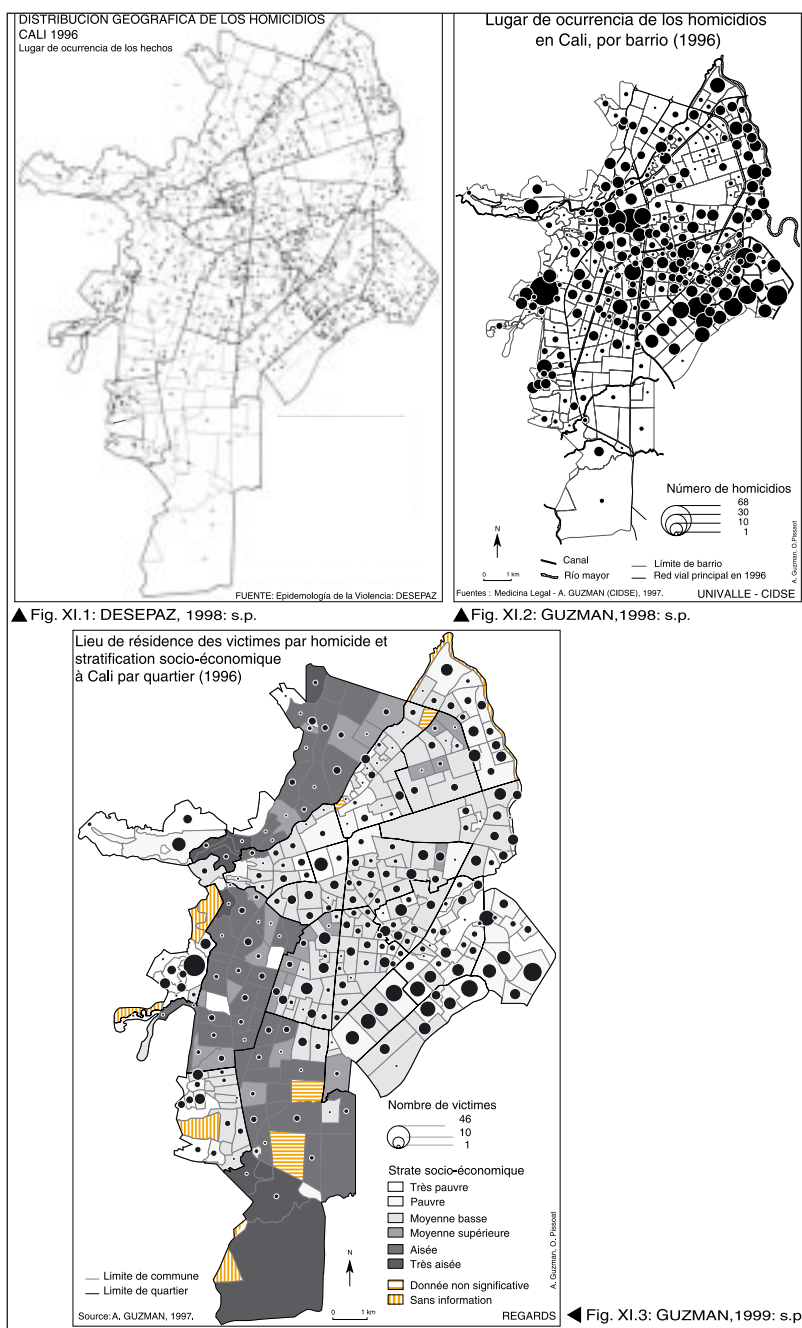 DISTRIBUCIÓN GEOGRAFICA DE LOS HOMICIDIOS
CALI 1996
Lugar de ocurrencia de los hechos
FUENTE: Epidemología de la Violencia: DESEPAZ
▲ Fig. XI.1: DESEPAZ, 1998: s.p.
Lugar de ocurrencia de los homicidios
en Cali, por barrio (1996)
Número de homicidios
68
30
10
1
N
0 1 km
Canal
Río mayor
Límite de barrio
Red vial principal en 1996
A. Guzman, O.Pissoat
Fuentes : Medicina Legal - A. GUZMAN (CIDSE), 1997.
UNIVALLE - CIDSE
▲ Fig. XI.2: GUZMAN,1998: s.p.
Lieu de résidence des victimes par homicide et
stratification socio-économique
à Cali par quartier (1996)
Nombre de victimes
46
10
1
Strate socio-économique
Très pauvre
Pauvre
Moyenne basse
Moyenne supérieure
Aisée
Très aisée
Donnée non significative
Sans information
Limite de commune
Limite de quartier
N
0 1 km
A. Guzman, O. Pissoat
Source: A. GUZMAN, 1997.
REGARDS
◀ Fig. XI.3: GUZMAN,1999: s.p